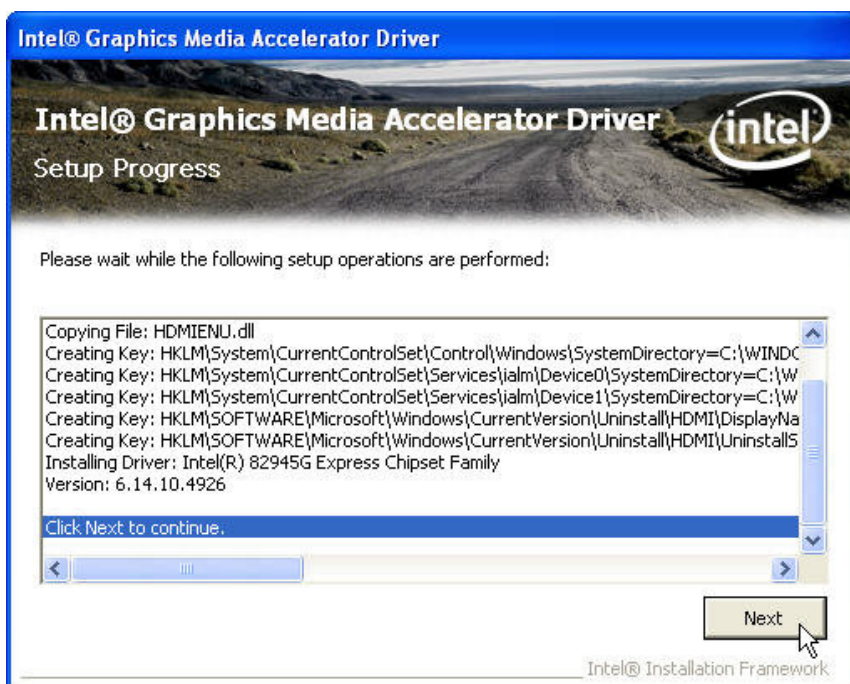 Intel® Graphics Media Accelerator Driver
Intel® Graphics Media Accelerator Driver
intel
Setup Progress
Please wait while the following setup operations are performed:
Copying File: HDMIENU.dll
Creating Key: HKLM\System\CurrentControlSet\Control\Windows\SystemDirectory=C:\WINDO
Creating Key: HKLM\System\CurrentControlSet\Services\ialm\Device0\SystemDirectory=C:\W
Creating Key: HKLM\System\CurrentControlSet\Services\ialm\Device1\SystemDirectory=C:\W
Creating Key: HKLM\SOFTWARE\Microsoft\Windows\CurrentVersion\Uninstall\HDMI\DisplayNa
Creating Key: HKLM\SOFTWARE\Microsoft\Windows\CurrentVersion\Uninstall\HDMI\UninstallS
Installing Driver: Intel(R) 82945G Express Chipset Family
Version: 6.14.10.4926
Click Next to continue.
Next
Intel® Installation Framework